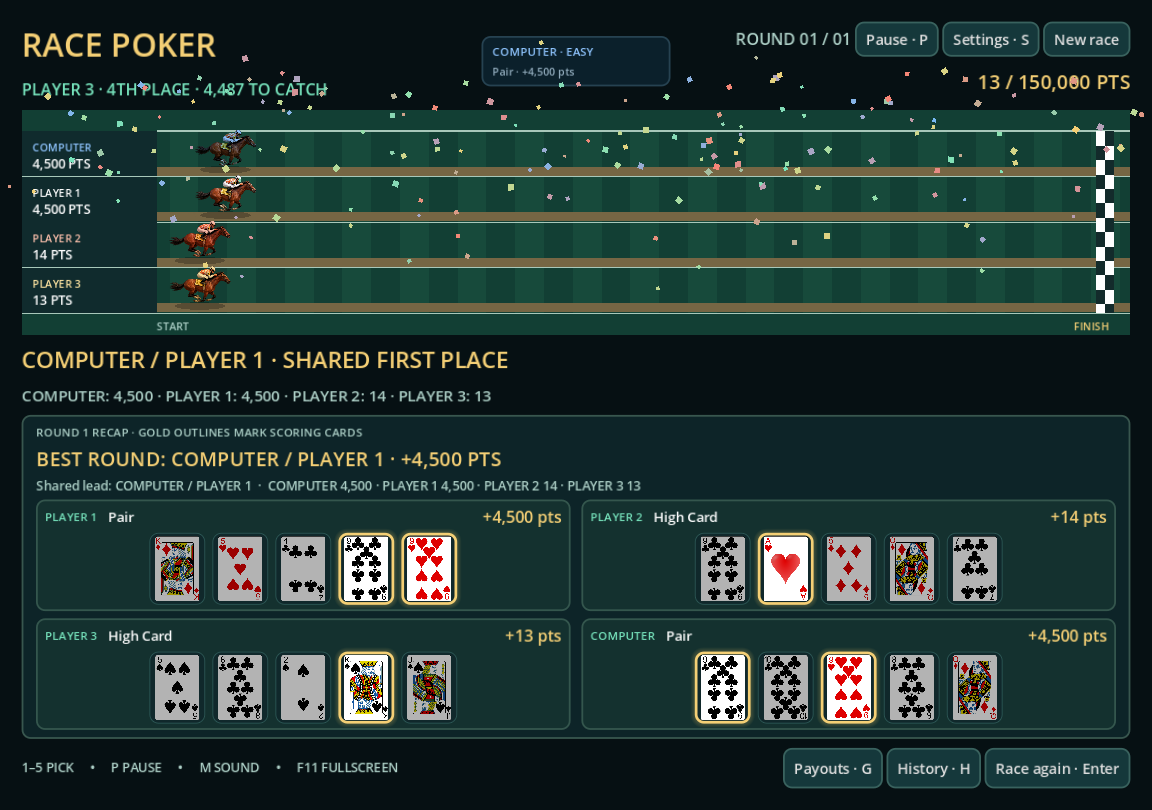 RACE POKER
COMPUTER · EASY
Pair · +4,500 pts
ROUND 01 / 01
Pause · P
Settings · S
New race
PLAYER 3 · 4TH PLACE · 4,487 TO CATCH
13 / 150,000 PTS
COMPUTER
4,500 PTS
PLAYER 1
4,500 PTS
PLAYER 2
14 PTS
PLAYER 3
13 PTS
START
FINISH
COMPUTER / PLAYER 1 · SHARED FIRST PLACE
COMPUTER: 4,500 · PLAYER 1: 4,500 · PLAYER 2: 14 · PLAYER 3: 13
ROUND 1 RECAP · GOLD OUTLINES MARK SCORING CARDS
BEST ROUND: COMPUTER / PLAYER 1 · +4,500 PTS
Shared lead: COMPUTER / PLAYER 1 · COMPUTER 4,500 · PLAYER 1 4,500 · PLAYER 2 14 · PLAYER 3 13
PLAYER 1 Pair +4,500 pts
PLAYER 2 High Card +14 pts
PLAYER 3 High Card +13 pts
COMPUTER Pair +4,500 pts
1–5 PICK • P PAUSE • M SOUND • F11 FULLSCREEN
Payouts · G
History · H
Race again · Enter